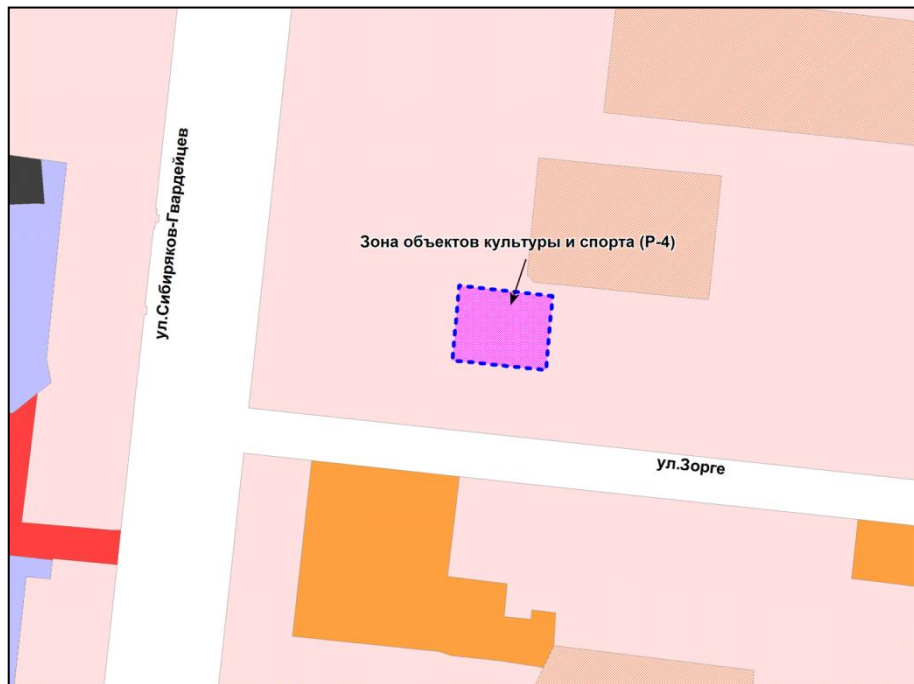 ул.Сибиряков-Гвардейцев
Зона объектов культуры и спорта (Р-4)
ул.Зорге